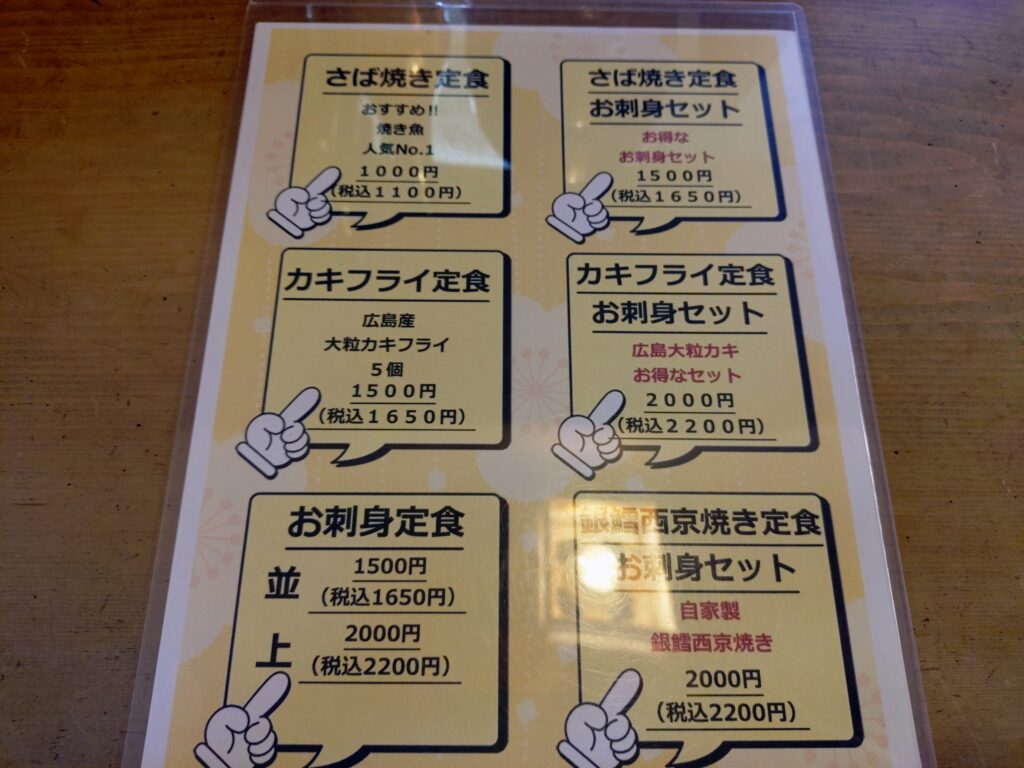 さば焼き定食
おすすめ!!
焼き魚
人気No.1
1000円
(税込1100円)
さば焼き定食
お刺身セット
お得な
お刺身セット
1500円
(税込1650円)
カキフライ定食
広島産
大粒カキフライ
5個
1500円
(税込1650円)
カキフライ定食
お刺身セット
広島大粒カキ
お得なセット
2000円
(税込2200円)
お刺身定食
並 1500円
(税込1650円)
上 2000円
(税込2200円)
銀鱈西京焼き定食
お刺身セット
自家製
銀鱈西京焼き
2000円
(税込2200円)